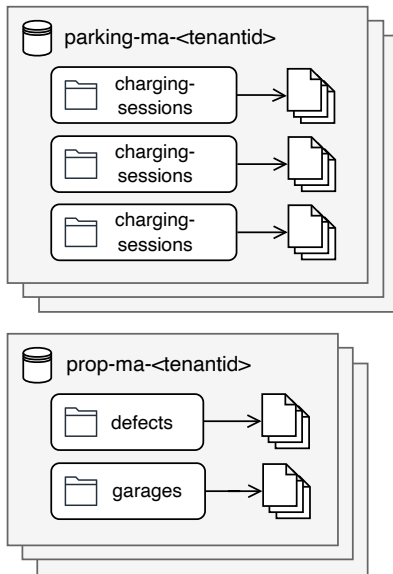 parking-ma-<tenantid>
charging-
sessions
charging-
sessions
charging-
sessions
prop-ma-<tenantid>
defects
garages